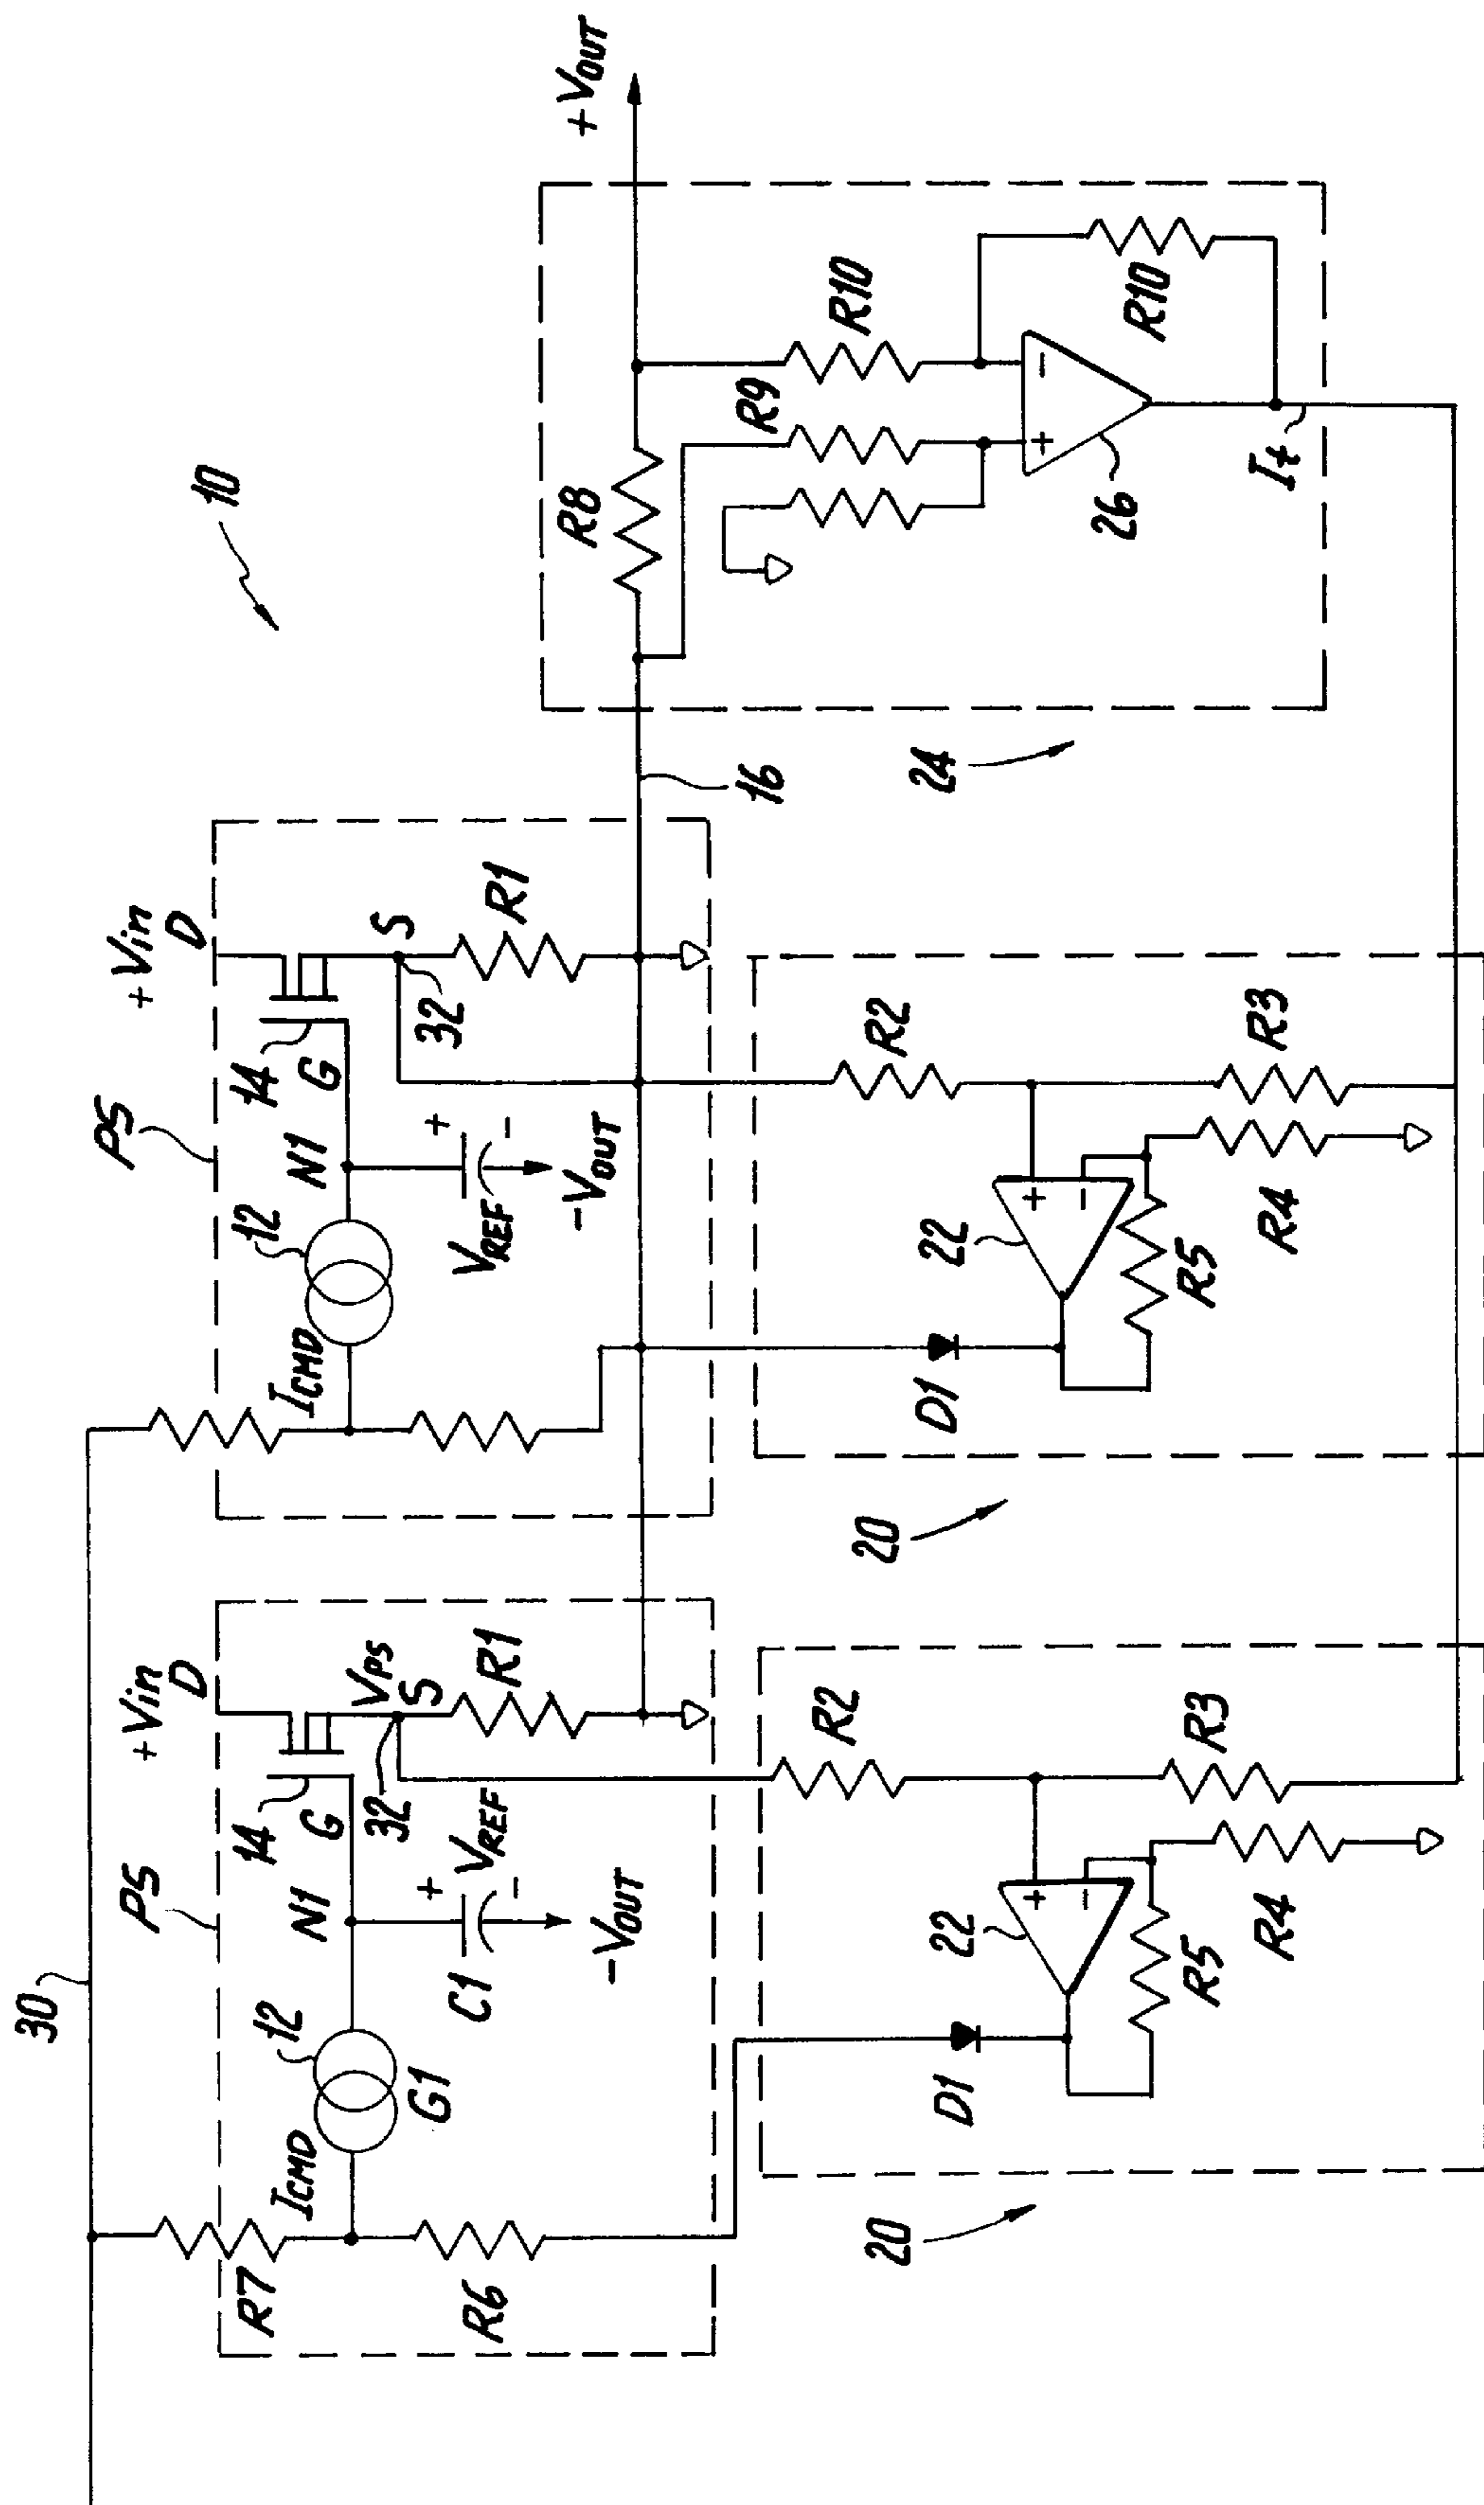 10
30
PS
+Vin
D
14
G
N1
12
ICMD
R7
R6
G1
C1
VREF
+
-
-VOUT
VPS
S
32
R1
PS
+Vin
D
14
G
N1
12
ICMD
VREF
+
-
-VOUT
S
32
R1
16
R8
+VOUT
R9
R10
R10
+
-
26
It
24
R2
R3
R4
R5
22
+
-
D1
20
R2
R3
R4
R5
22
+
-
D1
20